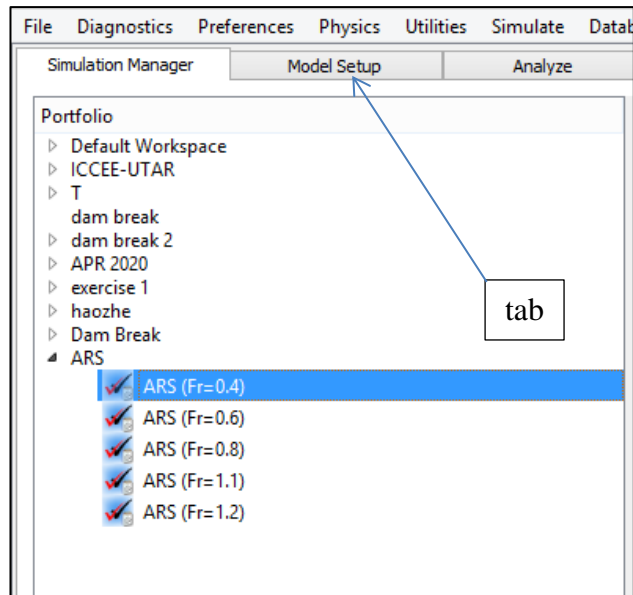 File Diagnostics Preferences Physics Utilities Simulate Datab
Simulation Manager Model Setup Analyze
Portfolio
Default Workspace
ICCEE-UTAR
T
dam break
dam break 2
APR 2020
exercise 1
haozhe
Dam Break
ARS
ARS (Fr=0.4)
ARS (Fr=0.6)
ARS (Fr=0.8)
ARS (Fr=1.1)
ARS (Fr=1.2)
tab